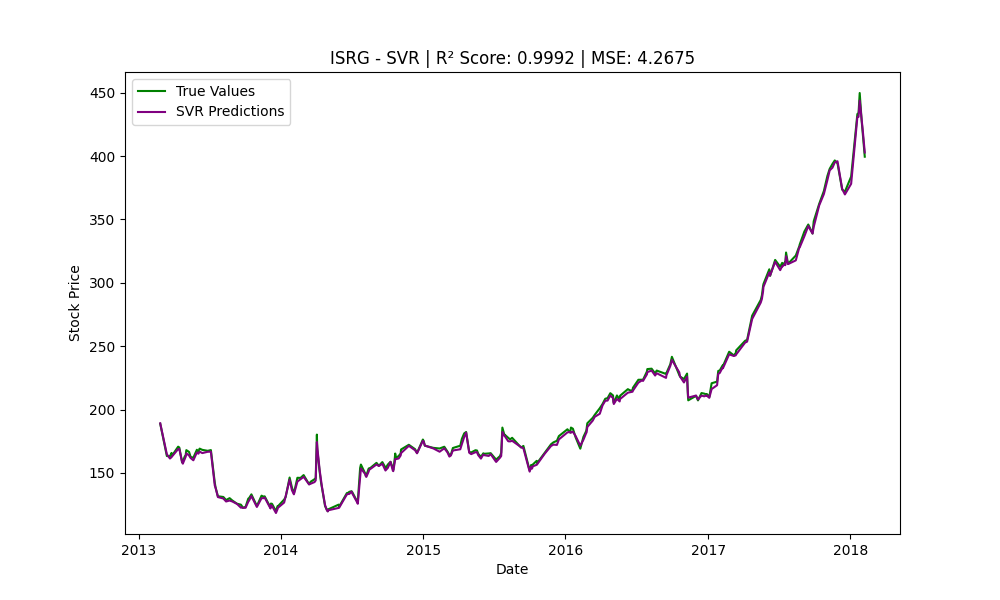 ISRG - SVR | R² Score: 0.9992 | MSE: 4.2675
True Values
SVR Predictions
450
400
350
300
250
200
150
Stock Price
2013 2014 2015 2016 2017 2018
Date